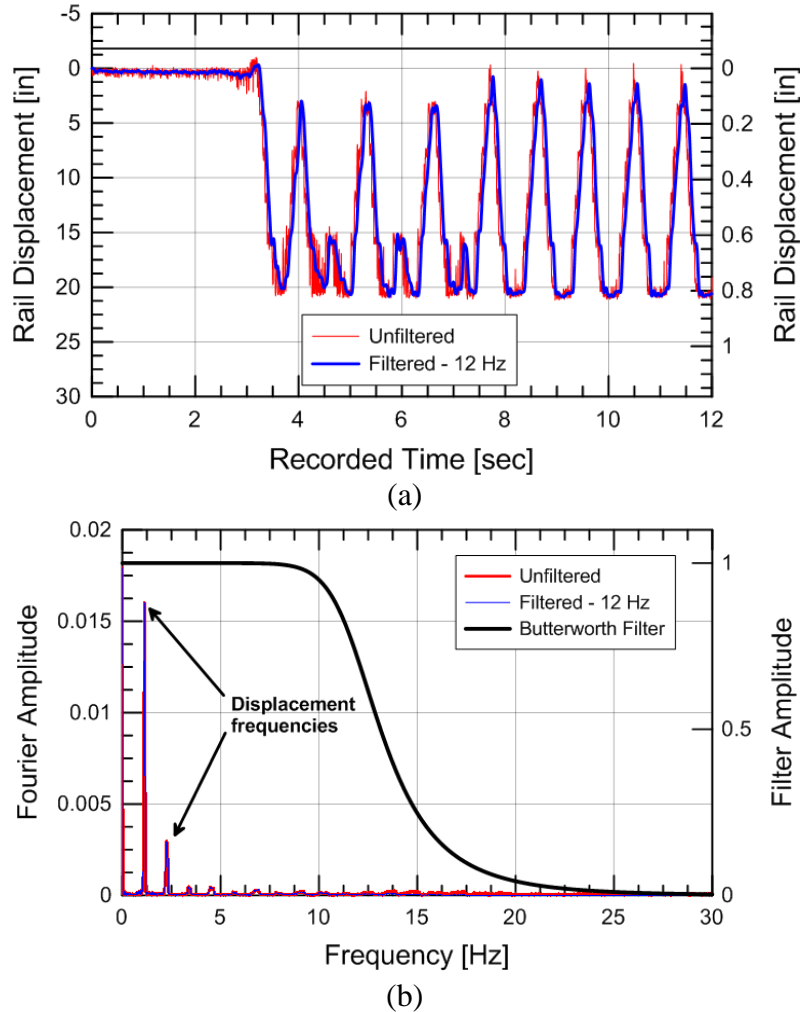 -5
0
5
10
15
20
25
30
Rail Displacement [in]
0
0.2
0.4
0.6
0.8
1
Rail Displacement [in]
Unfiltered
Filtered - 12 Hz
0 2 4 6 8 10 12
Recorded Time [sec]
(a)
0.02
0.015
0.01
0.005
0
Fourier Amplitude
1
0.5
0
Filter Amplitude
Unfiltered
Filtered - 12 Hz
Butterworth Filter
Displacement
frequencies
0 5 10 15 20 25 30
Frequency [Hz]
(b)